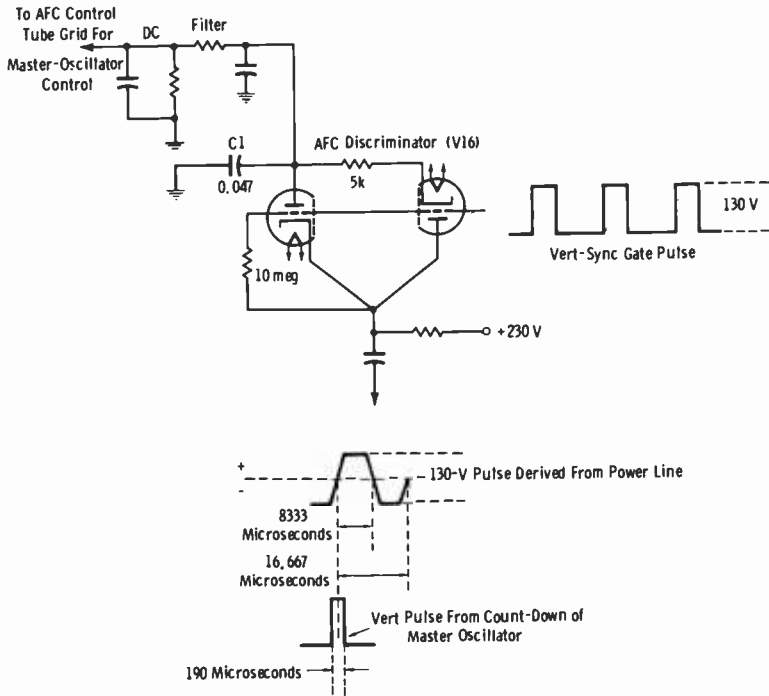 To AFC Control
Tube Grid For
Master-Oscillator
Control
DC
Filter
C1
0.047
AFC Discriminator (V16)
5k
10 meg
130 V
Vert-Sync Gate Pulse
+230 V
+
-
130-V Pulse Derived From Power Line
8333
Microseconds
16,667
Microseconds
Vert Pulse From Count-Down of
Master Oscillator
190 Microseconds